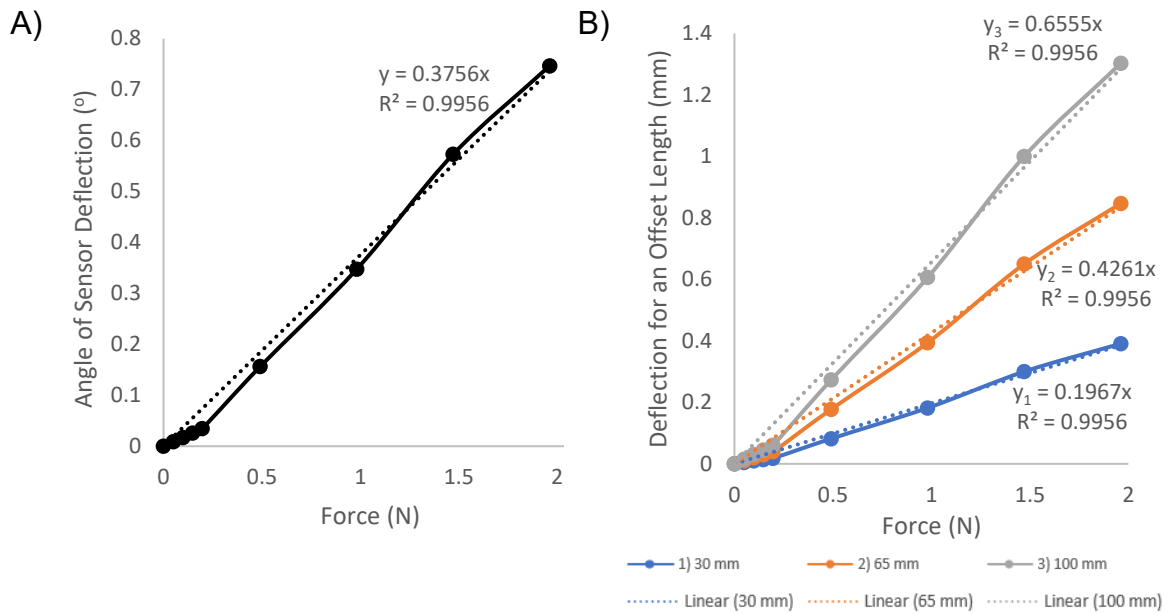 A)
Angle of Sensor Deflection (º)
0.8
0.7
0.6
0.5
0.4
0.3
0.2
0.1
0
y = 0.3756x
R² = 0.9956
0
0.5
1
1.5
2
Force (N)
B)
Deflection for an Offset Length (mm)
1.4
1.2
1
0.8
0.6
0.4
0.2
0
y₃ = 0.6555x
R² = 0.9956
y₂ = 0.4261x
R² = 0.9956
y₁ = 0.1967x
R² = 0.9956
0
0.5
1
1.5
2
Force (N)
1) 30 mm
2) 65 mm
3) 100 mm
Linear (30 mm)
Linear (65 mm)
Linear (100 mm)